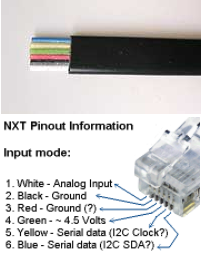 NXT Pinout Information
Input mode:
1. White - Analog Input
2. Black - Ground
3. Red - Ground (?)
4. Green - ~ 4.5 Volts
5. Yellow - Serial data (I2C Clock?)
6. Blue - Serial data (I2C SDA?)